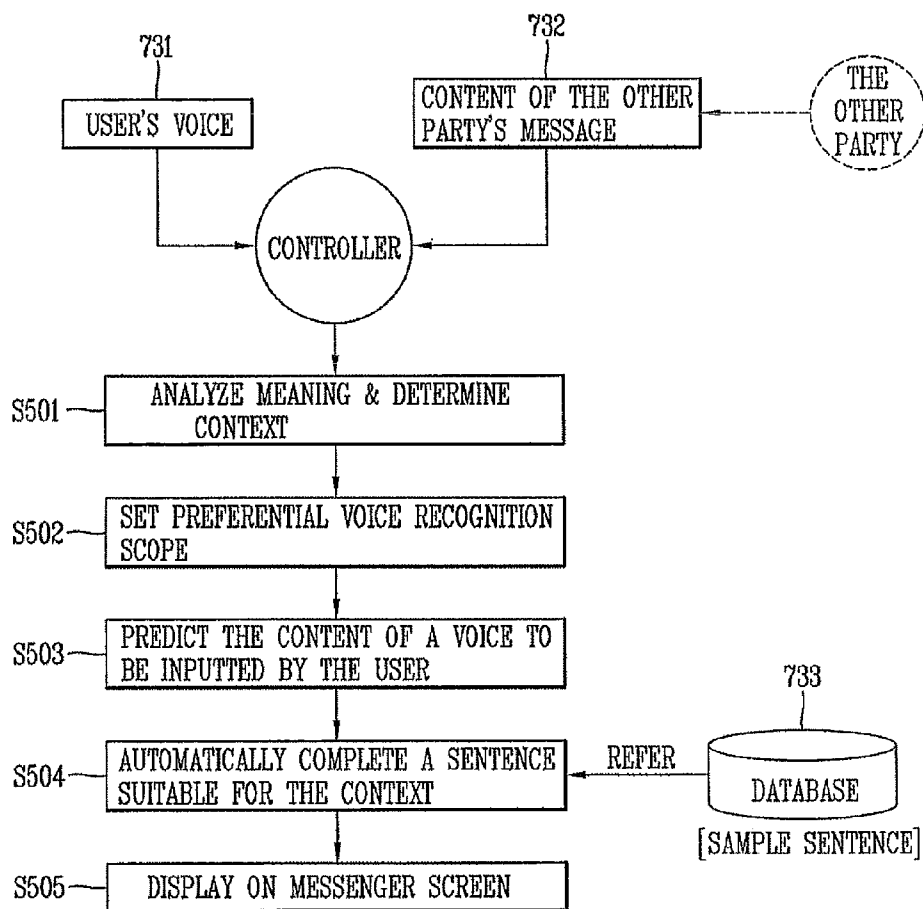 731
732
USER'S VOICE
CONTENT OF THE OTHER
PARTY'S MESSAGE
THE
OTHER
PARTY
CONTROLLER
S501
ANALYZE MEANING & DETERMINE
CONTEXT
S502
SET PREFERENTIAL VOICE RECOGNITION
SCOPE
S503
PREDICT THE CONTENT OF A VOICE TO
BE INPUTTED BY THE USER
733
S504
AUTOMATICALLY COMPLETE A SENTENCE
SUITABLE FOR THE CONTEXT
REFER
DATABASE
[SAMPLE SENTENCE]
S505
DISPLAY ON MESSENGER SCREEN